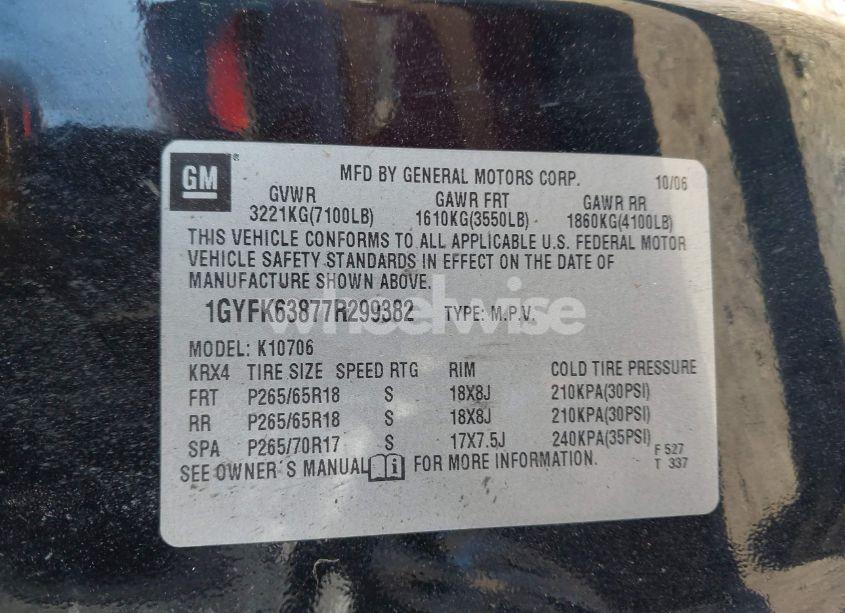 GM
MFD BY GENERAL MOTORS CORP. 10/06
GVWR GAWR FRT GAWR RR
3221KG(7100LB) 1610KG(3550LB) 1860KG(4100LB)
THIS VEHICLE CONFORMS TO ALL APPLICABLE U.S. FEDERAL MOTOR
VEHICLE SAFETY STANDARDS IN EFFECT ON THE DATE OF
MANUFACTURE SHOWN ABOVE.
1GYFK63877R299382 TYPE: M.P.V.
wheelwise
MODEL: K10706
KRX4 TIRE SIZE SPEED RTG RIM COLD TIRE PRESSURE
FRT P265/65R18 S 18X8J 210KPA(30PSI)
RR P265/65R18 S 18X8J 210KPA(30PSI)
SPA P265/70R17 S 17X7.5J 240KPA(35PSI)
SEE OWNER'S MANUAL i FOR MORE INFORMATION.
F 527
T 337